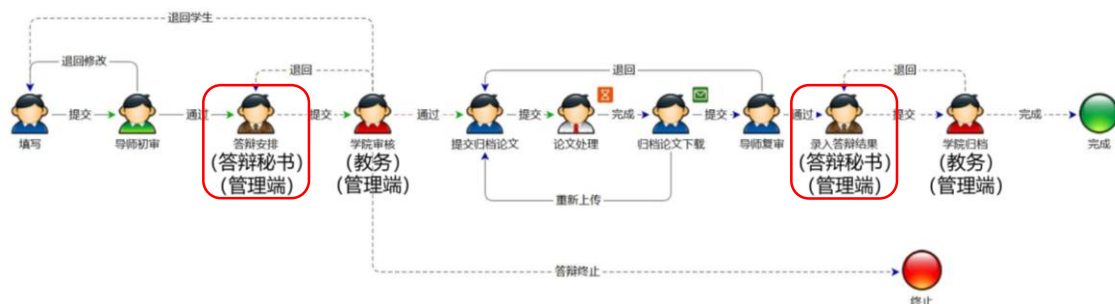 退回学生
退回修改
退回
退回
退回
提交
通过
提交
通过
提交
完成
提交
通过
提交
完成
填写
导师初审
答辩安排
(答辩秘书)
(管理端)
学院审核
(教务)
(管理端)
提交归档论文
论文处理
归档论文下载
导师复审
录入答辩结果
(答辩秘书)
(管理端)
学院归档
(教务)
(管理端)
完成
重新上传
答辩终止
终止